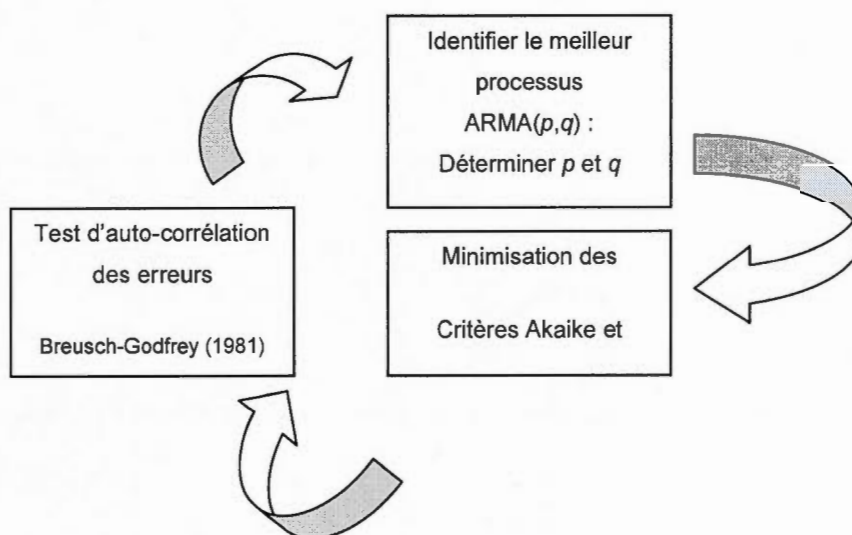 Identifier le meilleur
processus
ARMA(p,q) :
Déterminer p et q
Test d'auto-corrélation
des erreurs
Breusch-Godfrey (1981)
Minimisation des
Critères Akaike et